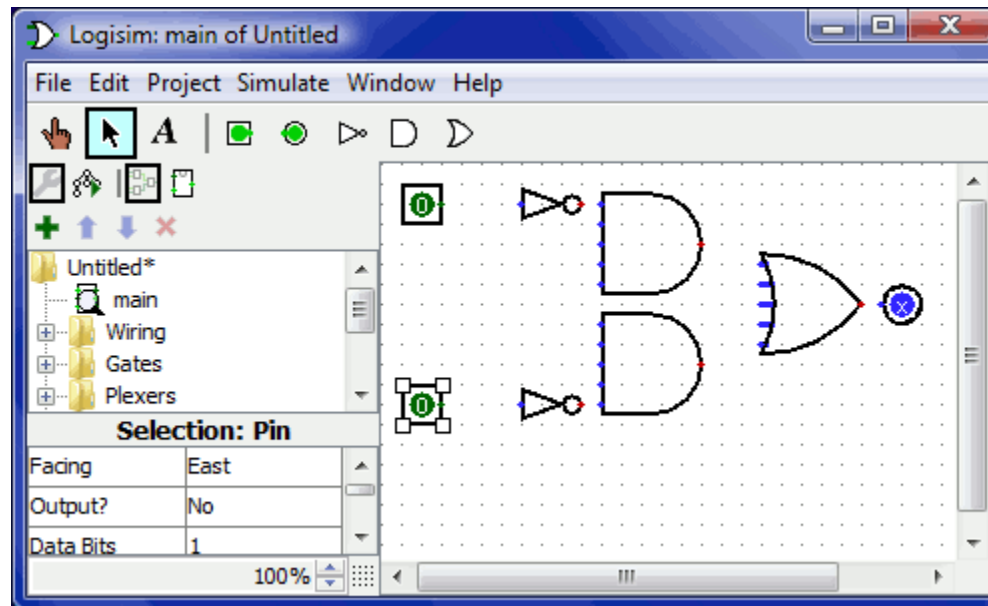 Logisim: main of Untitled
File Edit Project Simulate Window Help
A
Untitled*
main
Wiring
Gates
Plexers
Selection: Pin
Facing East
Output? No
Data Bits 1
100%
0
x
0